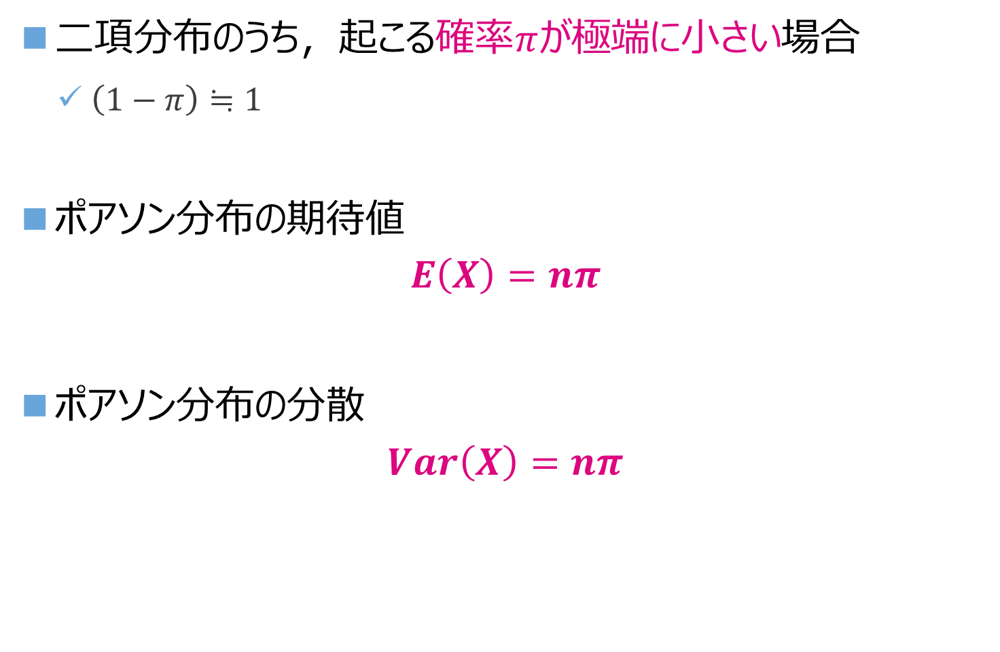 ■二項分布のうち，起こる確率πが極端に小さい場合
✓(1 − π) ≒ 1
■ポアソン分布の期待値
E(X) = nπ
■ポアソン分布の分散
Var(X) = nπ